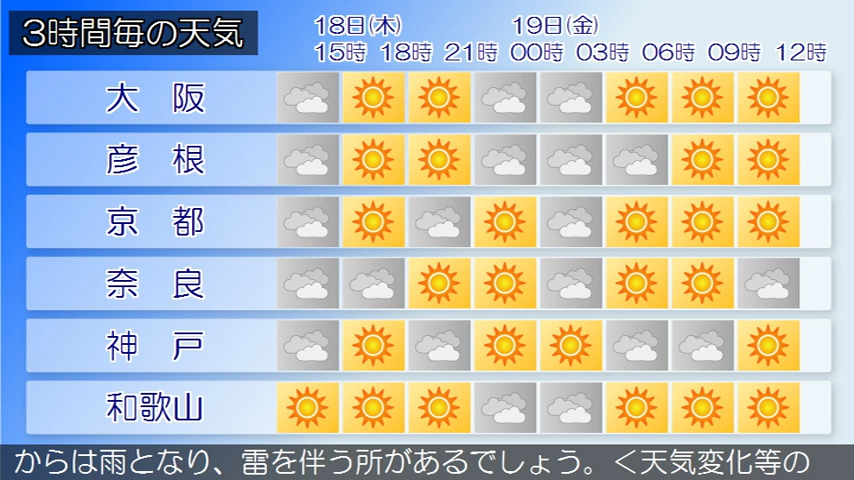 3時間毎の天気
18日(木) 19日(金)
15時 18時 21時 00時 03時 06時 09時 12時
大 阪
彦 根
京 都
奈 良
神 戸
和歌山
からは雨となり、雷を伴う所があるでしょう。＜天気変化等の